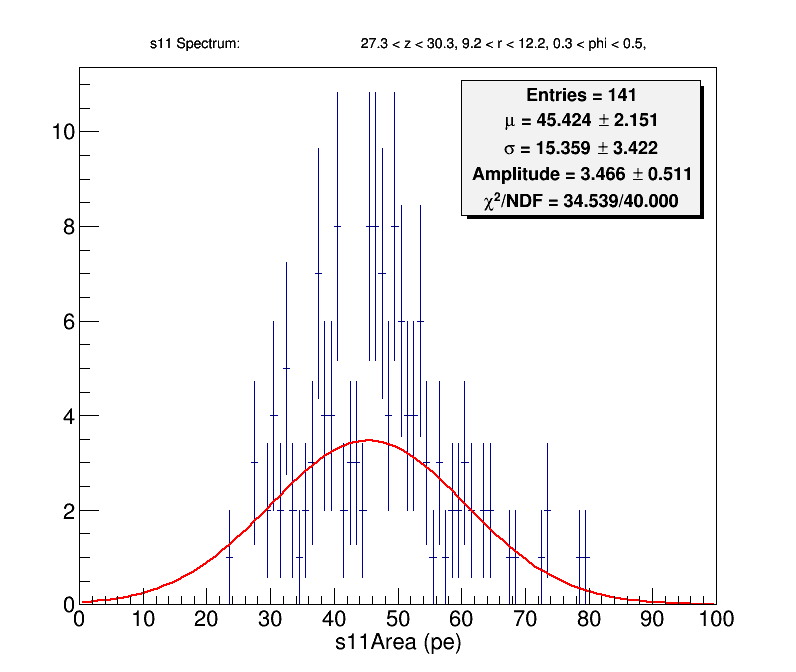 s11 Spectrum: 27.3 < z < 30.3, 9.2 < r < 12.2, 0.3 < phi < 0.5,
Entries = 141
μ = 45.424 ± 2.151
σ = 15.359 ± 3.422
Amplitude = 3.466 ± 0.511
χ²/NDF = 34.539/40.000
10
8
6
4
2
0
0 10 20 30 40 50 60 70 80 90 100
s11Area (pe)